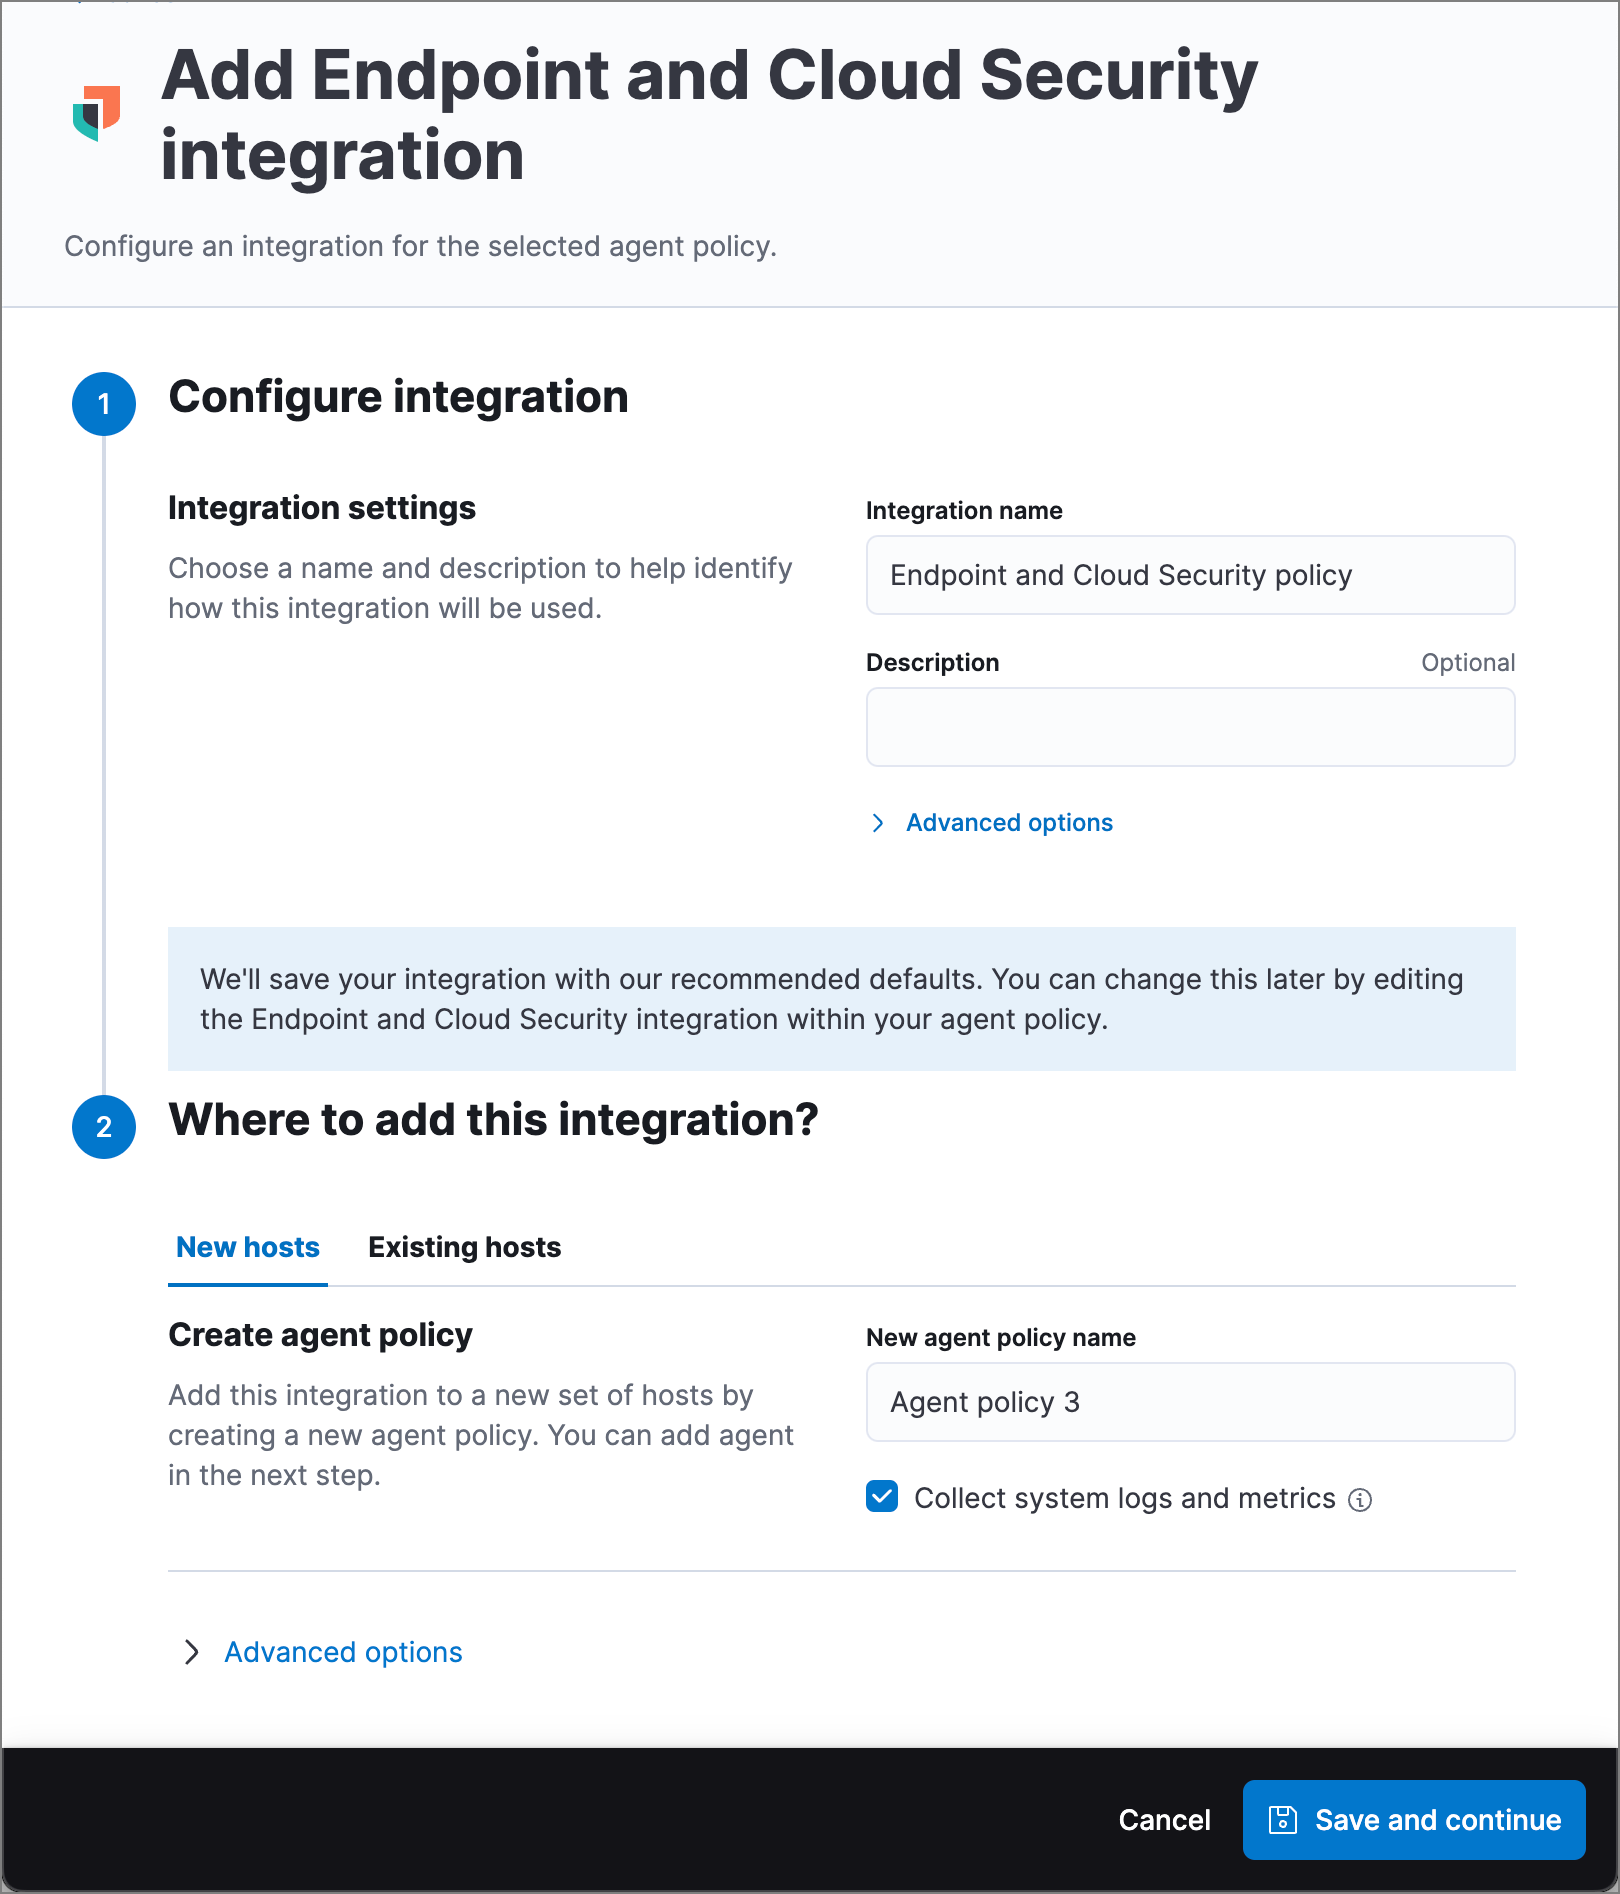 Add Endpoint and Cloud Security
integration
Configure an integration for the selected agent policy.
1
Configure integration
Integration settings
Choose a name and description to help identify
how this integration will be used.
Integration name
Endpoint and Cloud Security policy
Description
Optional
Advanced options
We'll save your integration with our recommended defaults. You can change this later by editing
the Endpoint and Cloud Security integration within your agent policy.
2
Where to add this integration?
New hosts
Existing hosts
Create agent policy
Add this integration to a new set of hosts by
creating a new agent policy. You can add agent
in the next step.
New agent policy name
Agent policy 3
Collect system logs and metrics
Advanced options
Cancel
Save and continue